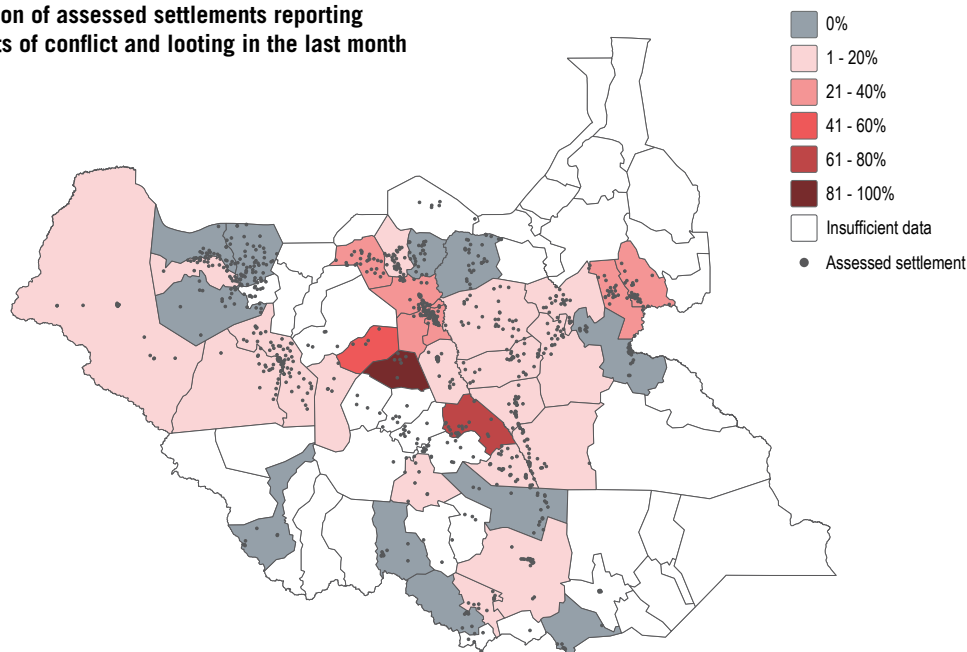 on of assessed settlements reporting
s of conflict and looting in the last month
0%
1 - 20%
21 - 40%
41 - 60%
61 - 80%
81 - 100%
Insufficient data
Assessed settlement